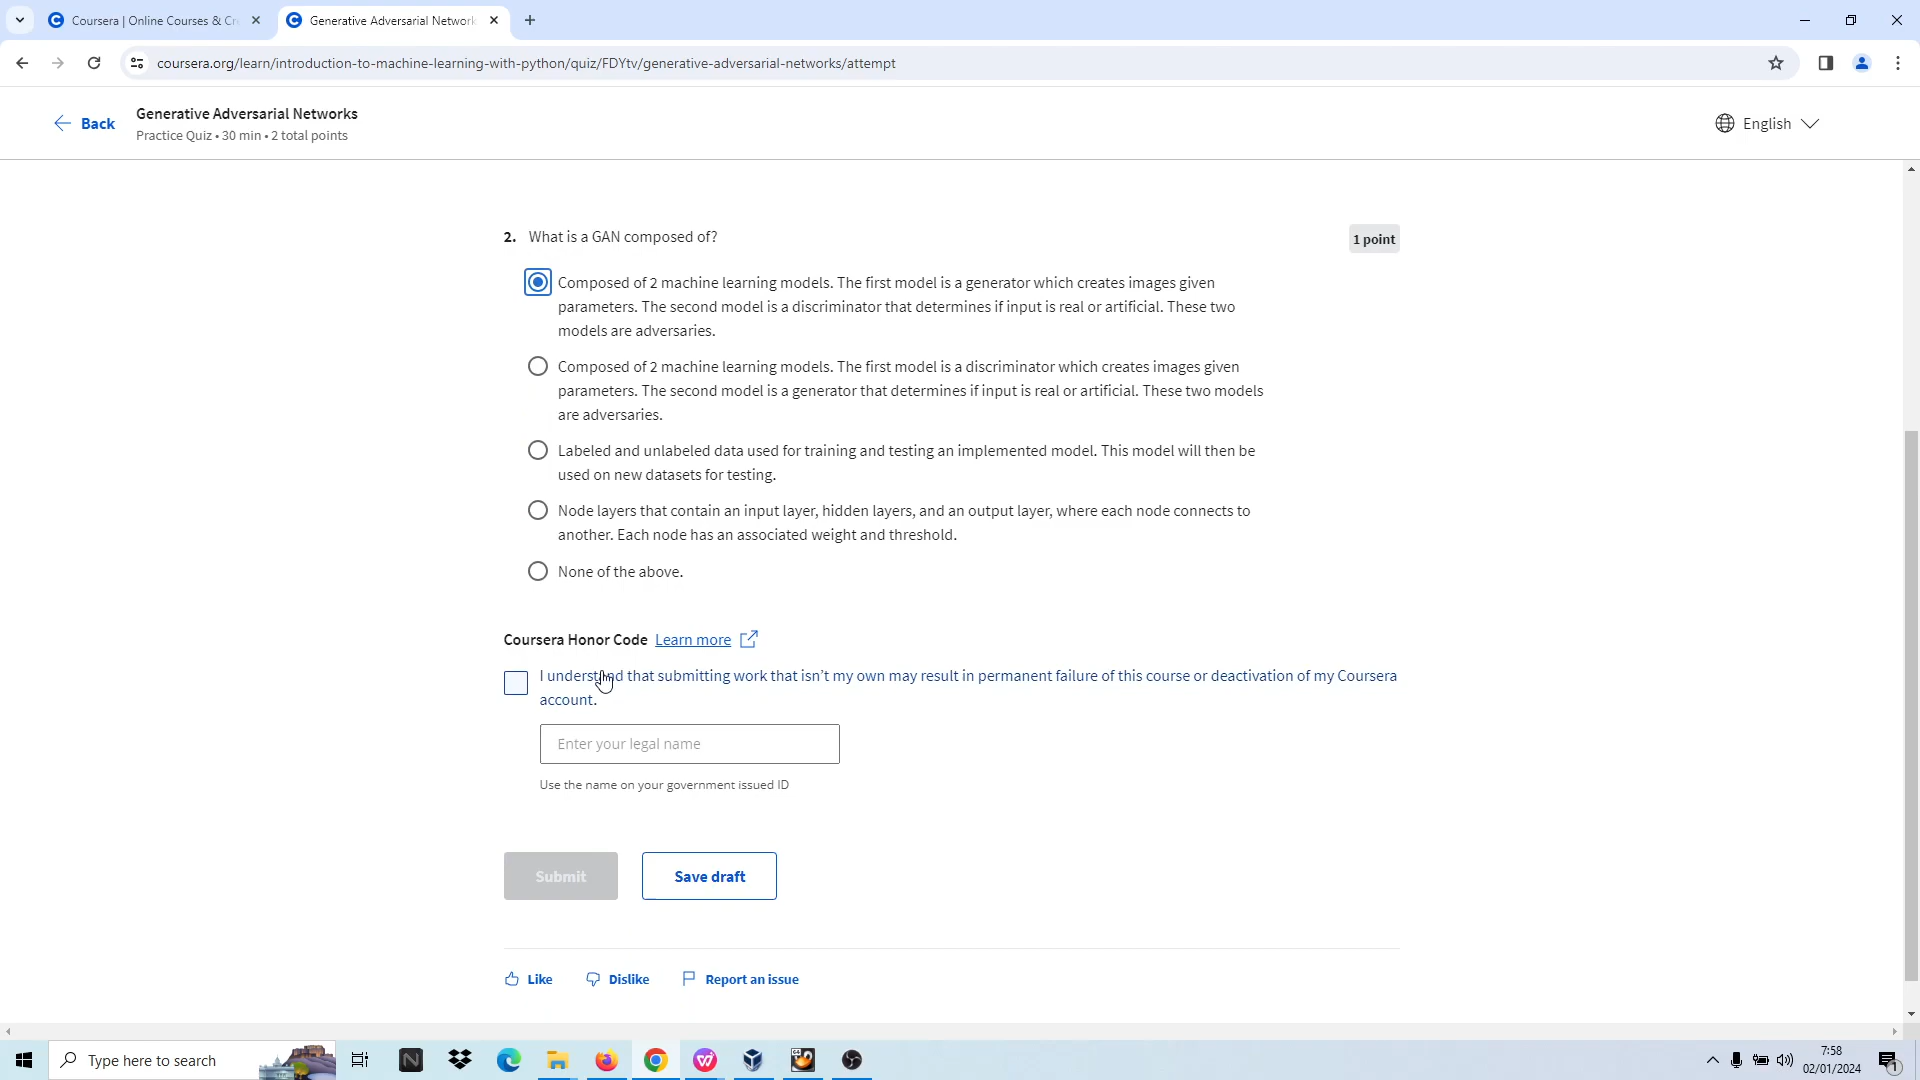 Coursera | Online Courses & Cr
Generative Adversarial Network
coursera.org/learn/introduction-to-machine-learning-with-python/quiz/FDYtv/generative-adversarial-networks/attempt
Back
Generative Adversarial Networks
Practice Quiz • 30 min • 2 total points
English
2. What is a GAN composed of?
1 point
Composed of 2 machine learning models. The first model is a generator which creates images given
parameters. The second model is a discriminator that determines if input is real or artificial. These two
models are adversaries.
Composed of 2 machine learning models. The first model is a discriminator which creates images given
parameters. The second model is a generator that determines if input is real or artificial. These two models
are adversaries.
Labeled and unlabeled data used for training and testing an implemented model. This model will then be
used on new datasets for testing.
Node layers that contain an input layer, hidden layers, and an output layer, where each node connects to
another. Each node has an associated weight and threshold.
None of the above.
Coursera Honor Code Learn more
I understand that submitting work that isn’t my own may result in permanent failure of this course or deactivation of my Coursera
account.
Enter your legal name
Use the name on your government issued ID
Submit
Save draft
Like
Dislike
Report an issue
Type here to search
7:58
02/01/2024
1